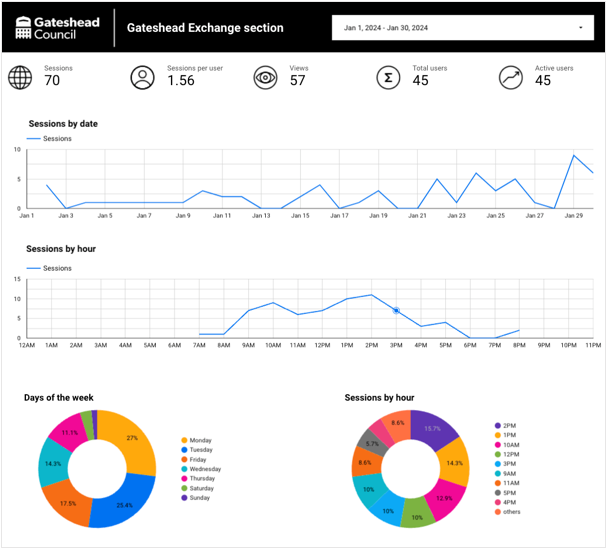 Gateshead
Council
Gateshead Exchange section
Jan 1, 2024 - Jan 30, 2024
Sessions
70
Sessions per user
1.56
Views
57
Total users
45
Active users
45
Sessions by date
Sessions
10
5
0
Jan 1 Jan 3 Jan 5 Jan 7 Jan 9 Jan 11 Jan 13 Jan 15 Jan 17 Jan 19 Jan 21 Jan 23 Jan 25 Jan 27 Jan 29
Sessions by hour
Sessions
15
10
5
0
12AM 1AM 2AM 3AM 4AM 5AM 6AM 7AM 8AM 9AM 10AM 11AM 12PM 1PM 2PM 3PM 4PM 5PM 6PM 7PM 8PM 9PM 10PM 11PM
Days of the week
27%
25.4%
17.5%
14.3%
11.1%
Monday
Tuesday
Friday
Wednesday
Thursday
Saturday
Sunday
Sessions by hour
15.7%
14.3%
12.9%
10%
10%
10%
8.6%
5.7%
8.6%
2PM
1PM
10AM
12PM
3PM
9AM
11AM
5PM
4PM
others